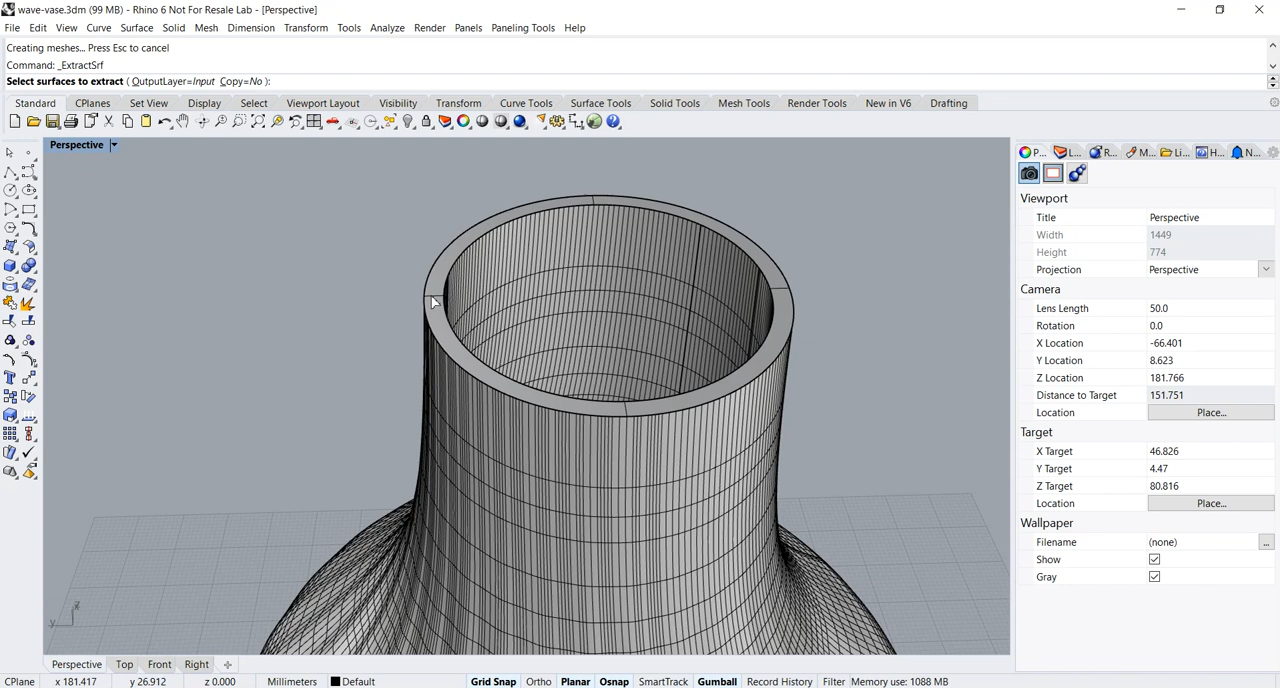 wave-vase.3dm (99 MB) - Rhino 6 Not For Resale Lab - [Perspective]
File Edit View Curve Surface Solid Mesh Dimension Transform Tools Analyze Render Panels Paneling Tools Help
Creating meshes... Press Esc to cancel
Command: _ExtractSrf
Select surfaces to extract ( OutputLayer=Input Copy=No ):
Standard CPlanes Set View Display Select Viewport Layout Visibility Transform Curve Tools Surface Tools Solid Tools Mesh Tools Render Tools New in V6 Drafting
Perspective
P... L... R... M... Li... H... N...
Viewport
Title Perspective
Width 1449
Height 774
Projection Perspective
Camera
Lens Length 50.0
Rotation 0.0
X Location -66.401
Y Location 8.623
Z Location 181.766
Distance to Target 151.751
Location Place...
Target
X Target 46.826
Y Target 4.47
Z Target 80.816
Location Place...
Wallpaper
Filename (none) ...
Show
Gray
z
y
Perspective Top Front Right
CPlane x 181.417 y 26.912 z 0.000 Millimeters Default Grid Snap Ortho Planar Osnap SmartTrack Gumball Record History Filter Memory use: 1088 MB